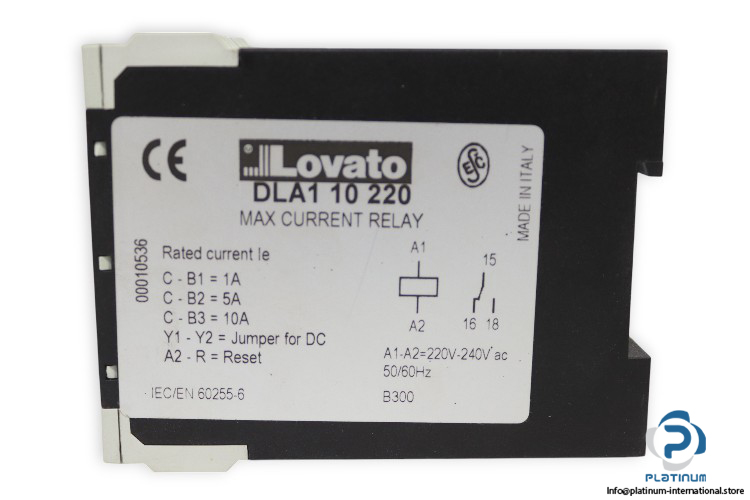 CE
Lovato
DLA1 10 220
MAX CURRENT RELAY
MADE IN ITALY
00010536
Rated current Ie
C - B1 = 1A
C - B2 = 5A
C - B3 = 10A
Y1 - Y2 = Jumper for DC
A2 - R = Reset
IEC/EN 60255-6
A1
A2
15
16 18
A1-A2=220V-240V ac
50/60Hz
B300
PLATINUM
Info@platinum-international.store